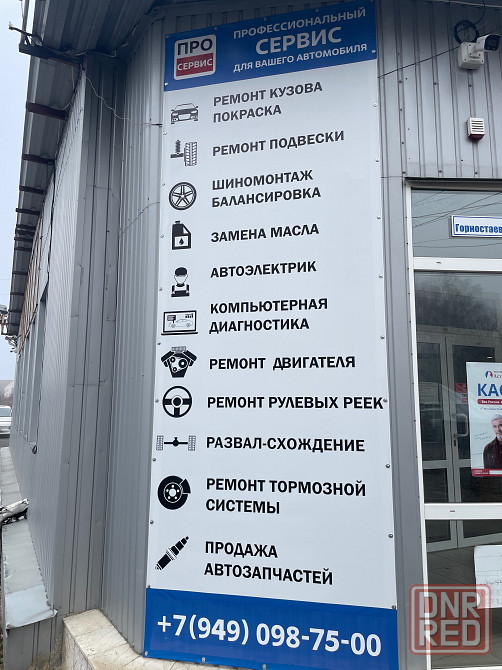 ПРО
СЕРВИС
ПРОФЕССИОНАЛЬНЫЙ
СЕРВИС
ДЛЯ ВАШЕГО АВТОМОБИЛЯ
РЕМОНТ КУЗОВА
ПОКРАСКА
РЕМОНТ ПОДВЕСКИ
ШИНОМОНТАЖ
БАЛАНСИРОВКА
ЗАМЕНА МАСЛА
АВТОЭЛЕКТРИК
КОМПЬЮТЕРНАЯ
ДИАГНОСТИКА
РЕМОНТ ДВИГАТЕЛЯ
РЕМОНТ РУЛЕВЫХ РЕЕК
РАЗВАЛ-СХОЖДЕНИЕ
РЕМОНТ ТОРМОЗНОЙ
СИСТЕМЫ
ПРОДАЖА
АВТОЗАПЧАСТЕЙ
+7(949) 098-75-00
Горностаев
DNR
RED